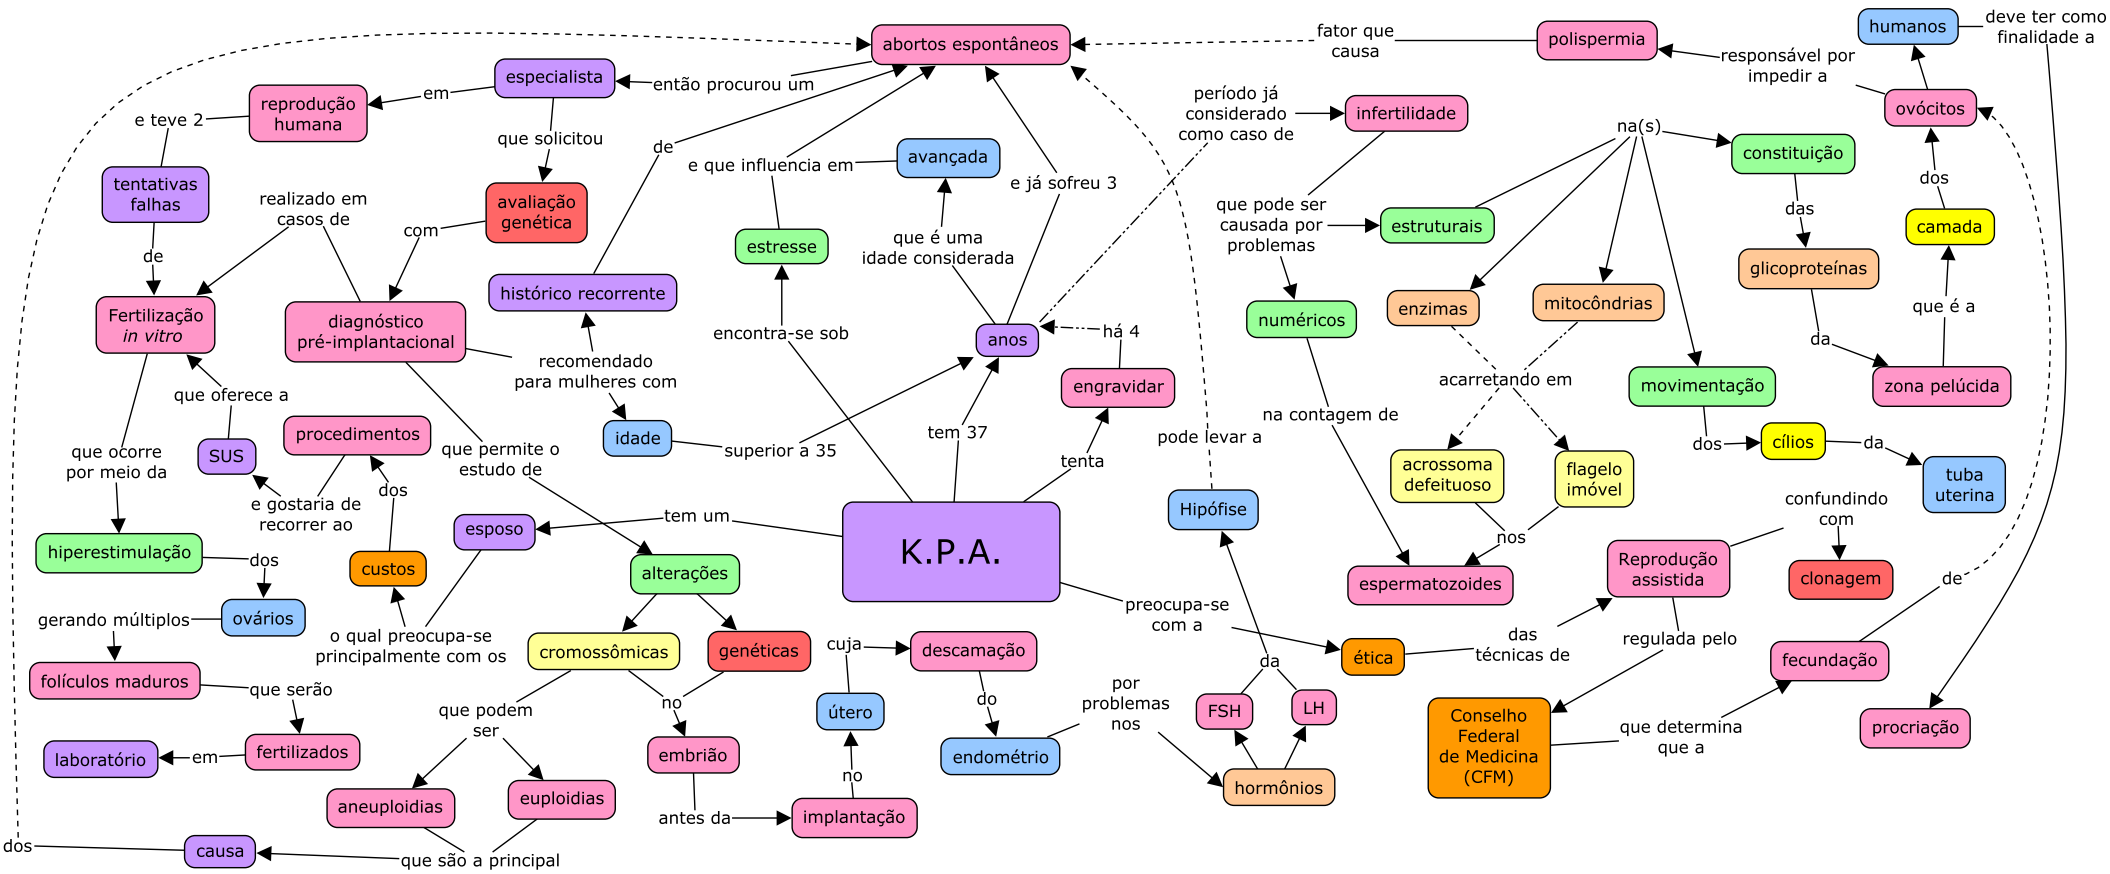 abortos espontâneos
fator que
causa
polispermia
responsável por
impedir a
humanos
deve ter como
finalidade a
especialista
então procurou um
em
reprodução
humana
e teve 2
que solicitou
tentativas
falhas
realizado em
casos de
avaliação
genética
com
de
de
e que influencia em
avançada
estresse
que é uma
idade considerada
e já sofreu 3
período já
considerado
como caso de
infertilidade
que pode ser
causada por
problemas
estruturais
numéricos
na(s)
constituição
das
glicoproteínas
da
ovócitos
dos
camada
que é a
zona pelúcida
enzimas
mitocôndrias
acarretando em
movimentação
dos
cílios
da
tuba
uterina
na contagem de
acrossoma
defeituoso
flagelo
imóvel
nos
espermatozoides
Fertilização
in vitro
diagnóstico
pré-implantacional
histórico recorrente
recomendado
para mulheres com
idade
superior a 35
encontra-se sob
anos
há 4
engravidar
tem 37
tenta
pode levar a
Hipófise
que oferece a
SUS
procedimentos
e gostaria de
recorrer ao
dos
custos
que ocorre
por meio da
hiperestimulação
dos
ovários
gerando múltiplos
folículos maduros
que serão
fertilizados
em
laboratório
que permite o
estudo de
esposo
tem um
o qual preocupa-se
principalmente com os
K.P.A.
alterações
cromossômicas
genéticas
que podem
ser
no
embrião
antes da
implantação
no
útero
cuja
descamação
do
endométrio
por
problemas
nos
hormônios
FSH
LH
da
aneuploidias
euploidias
que são a principal
causa
dos
preocupa-se
com a
ética
das
técnicas de
Reprodução
assistida
confundindo
com
clonagem
regulada pelo
Conselho
Federal
de Medicina
(CFM)
que determina
que a
fecundação
de
procriação